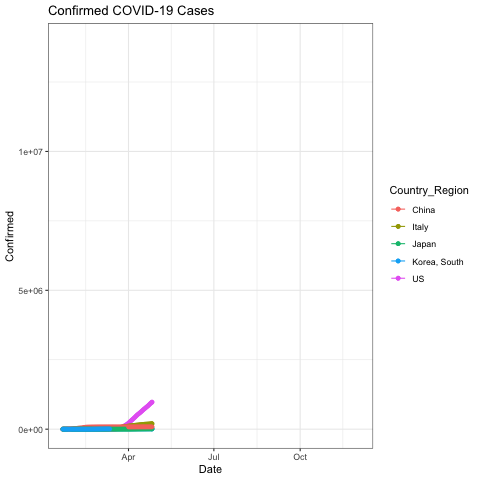 Confirmed COVID-19 Cases
Confirmed
1e+07
5e+06
0e+00
Apr
Jul
Oct
Date
Country_Region
China
Italy
Japan
Korea, South
US